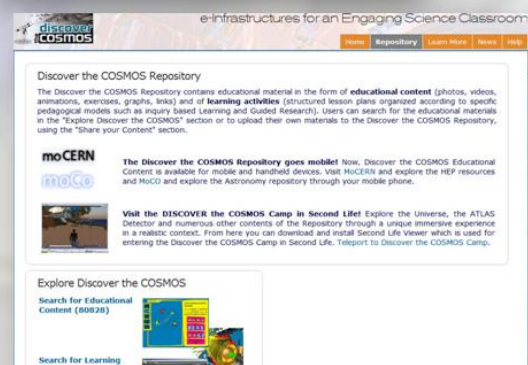 discover
THE COSMOS
e-Infrastructures for an Engaging Science Classroom
Home Repository Learn More News Help
Discover the COSMOS Repository
The Discover the COSMOS Repository contains educational material in the form of educational content (photos, videos,
animations, exercises, graphs, links) and of learning activities (structured lesson plans organized according to specific
pedagogical models such as inquiry based Learning and Guided Research). Users can search for the educational materials
in the "Explore Discover the COSMOS" section or to upload their own materials to the Discover the COSMOS Repository,
using the "Share your Content" section.
moCERN
moCo
The Discover the COSMOS Repository goes mobile! Now, Discover the COSMOS Educational
Content is available for mobile and handheld devices. Visit MoCERN and explore the HEP resources
and MoCO and explore the Astronomy repository through your mobile phone.
Visit the DISCOVER the COSMOS Camp in Second Life! Explore the Universe, the ATLAS
Detector and numerous other contents of the Repository through a unique immersive experience
in a realistic context. From here you can download and install Second Life Viewer which is used for
entering the Discover the COSMOS Camp in Second Life. Teleport to Discover the COSMOS Camp.
Explore Discover the COSMOS
Search for Educational
Content (80828)
Search for Learning